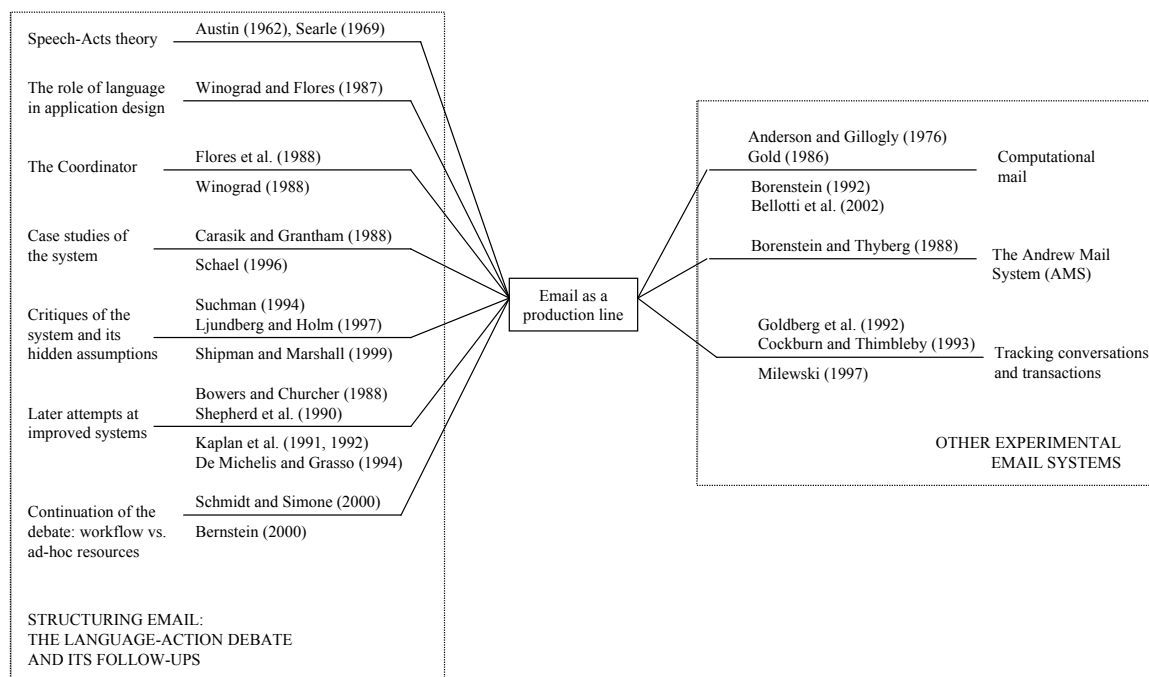 Speech-Acts theory
Austin (1962), Searle (1969)
The role of language
in application design
Winograd and Flores (1987)
The Coordinator
Flores et al. (1988)
Winograd (1988)
Case studies of
the system
Carasik and Grantham (1988)
Schael (1996)
Critiques of the
system and its
hidden assumptions
Suchman (1994)
Ljundberg and Holm (1997)
Shipman and Marshall (1999)
Later attempts at
improved systems
Bowers and Churcher (1988)
Shepherd et al. (1990)
Kaplan et al. (1991, 1992)
De Michelis and Grasso (1994)
Continuation of the
debate: workflow vs.
ad-hoc resources
Schmidt and Simone (2000)
Bernstein (2000)
STRUCTURING EMAIL:
THE LANGUAGE-ACTION DEBATE
AND ITS FOLLOW-UPS
Email as a
production line
Anderson and Gillogly (1976)
Gold (1986)
Borenstein (1992)
Bellotti et al. (2002)
Computational
mail
Borenstein and Thyberg (1988)
The Andrew Mail
System (AMS)
Goldberg et al. (1992)
Cockburn and Thimbleby (1993)
Milewski (1997)
Tracking conversations
and transactions
OTHER EXPERIMENTAL
EMAIL SYSTEMS